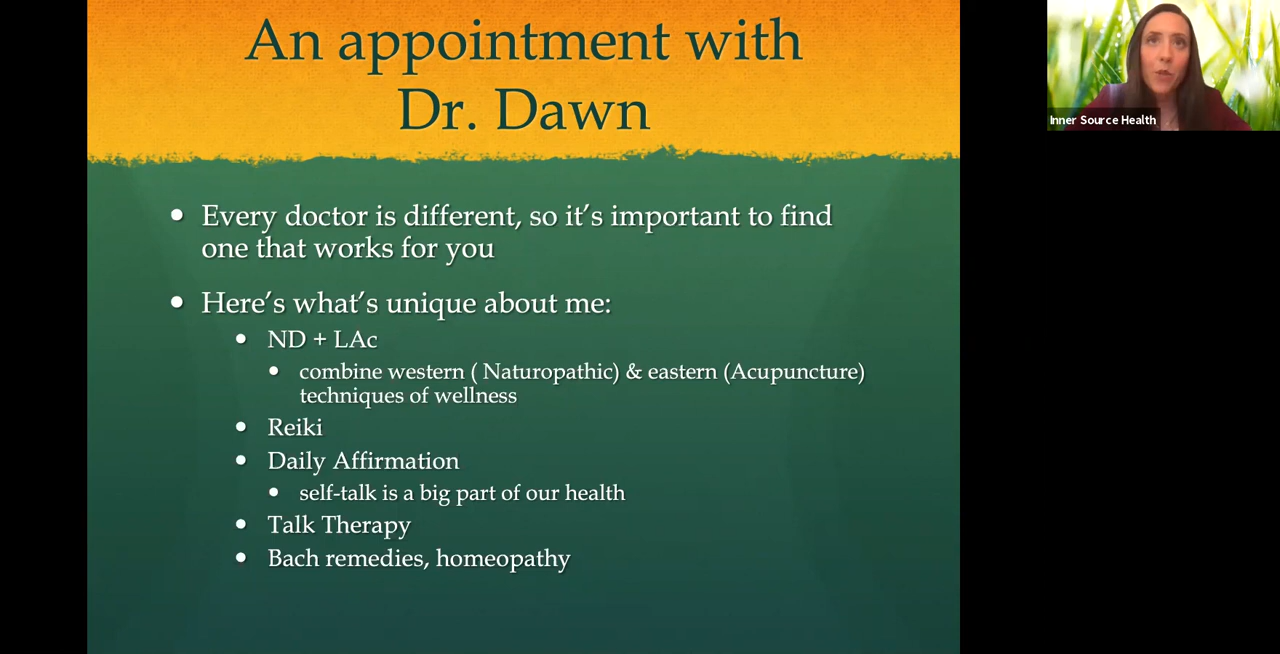 An appointment with
Dr. Dawn
Inner Source Health
• Every doctor is different, so it’s important to find
one that works for you
• Here’s what’s unique about me:
• ND + LAc
• combine western ( Naturopathic) & eastern (Acupuncture)
techniques of wellness
• Reiki
• Daily Affirmation
• self-talk is a big part of our health
• Talk Therapy
• Bach remedies, homeopathy